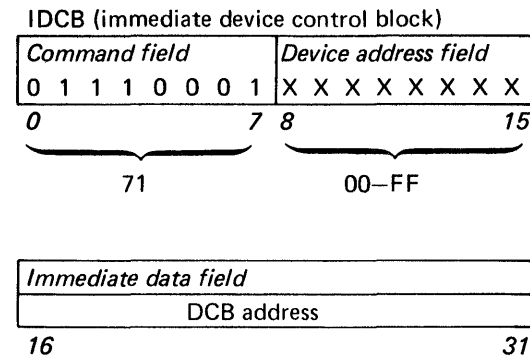 IDCB (immediate device control block)
Command field Device address field
0 1 1 1 0 0 0 1 X X X X X X X X
0 7 8 15
71 00–FF
Immediate data field
DCB address
16 31